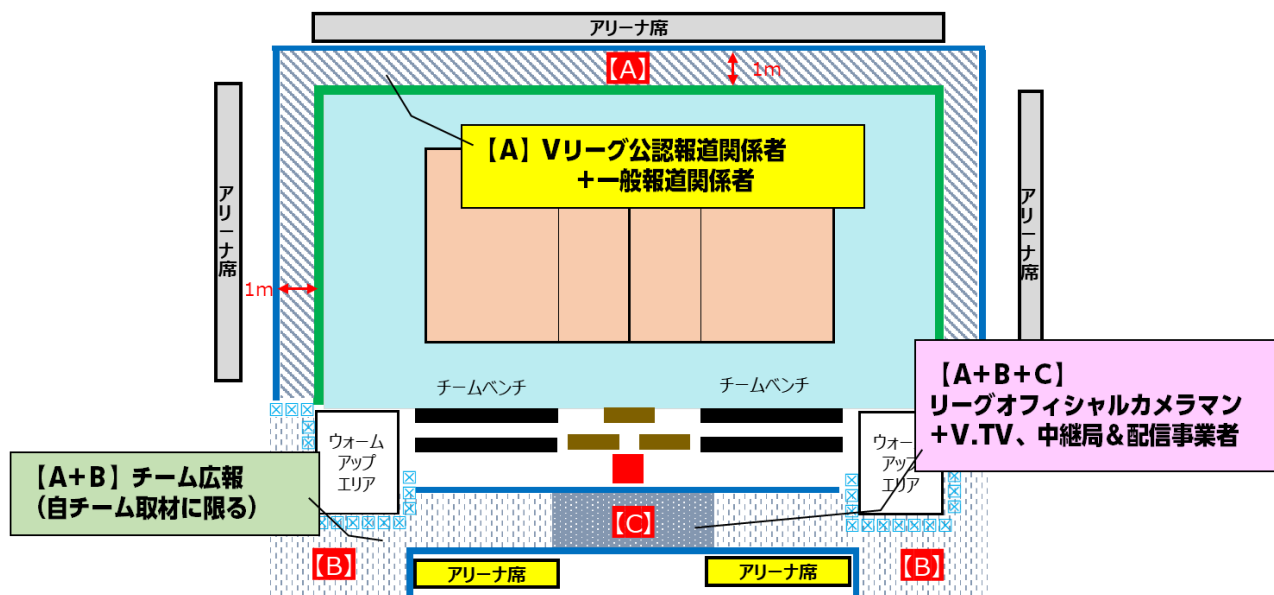 アリーナ席
【A】
1m
アリーナ席
アリーナ席
【A】Vリーグ公認報道関係者
+一般報道関係者
1m
チームベンチ
チームベンチ
【A+B+C】
リーグオフィシャルカメラマン
+V.TV、中継局&配信事業者
ウォーム
アップ
エリア
ウォー
アップ
エリア
【A+B】チーム広報
(自チーム取材に限る)
【C】
【B】
【B】
アリーナ席
アリーナ席